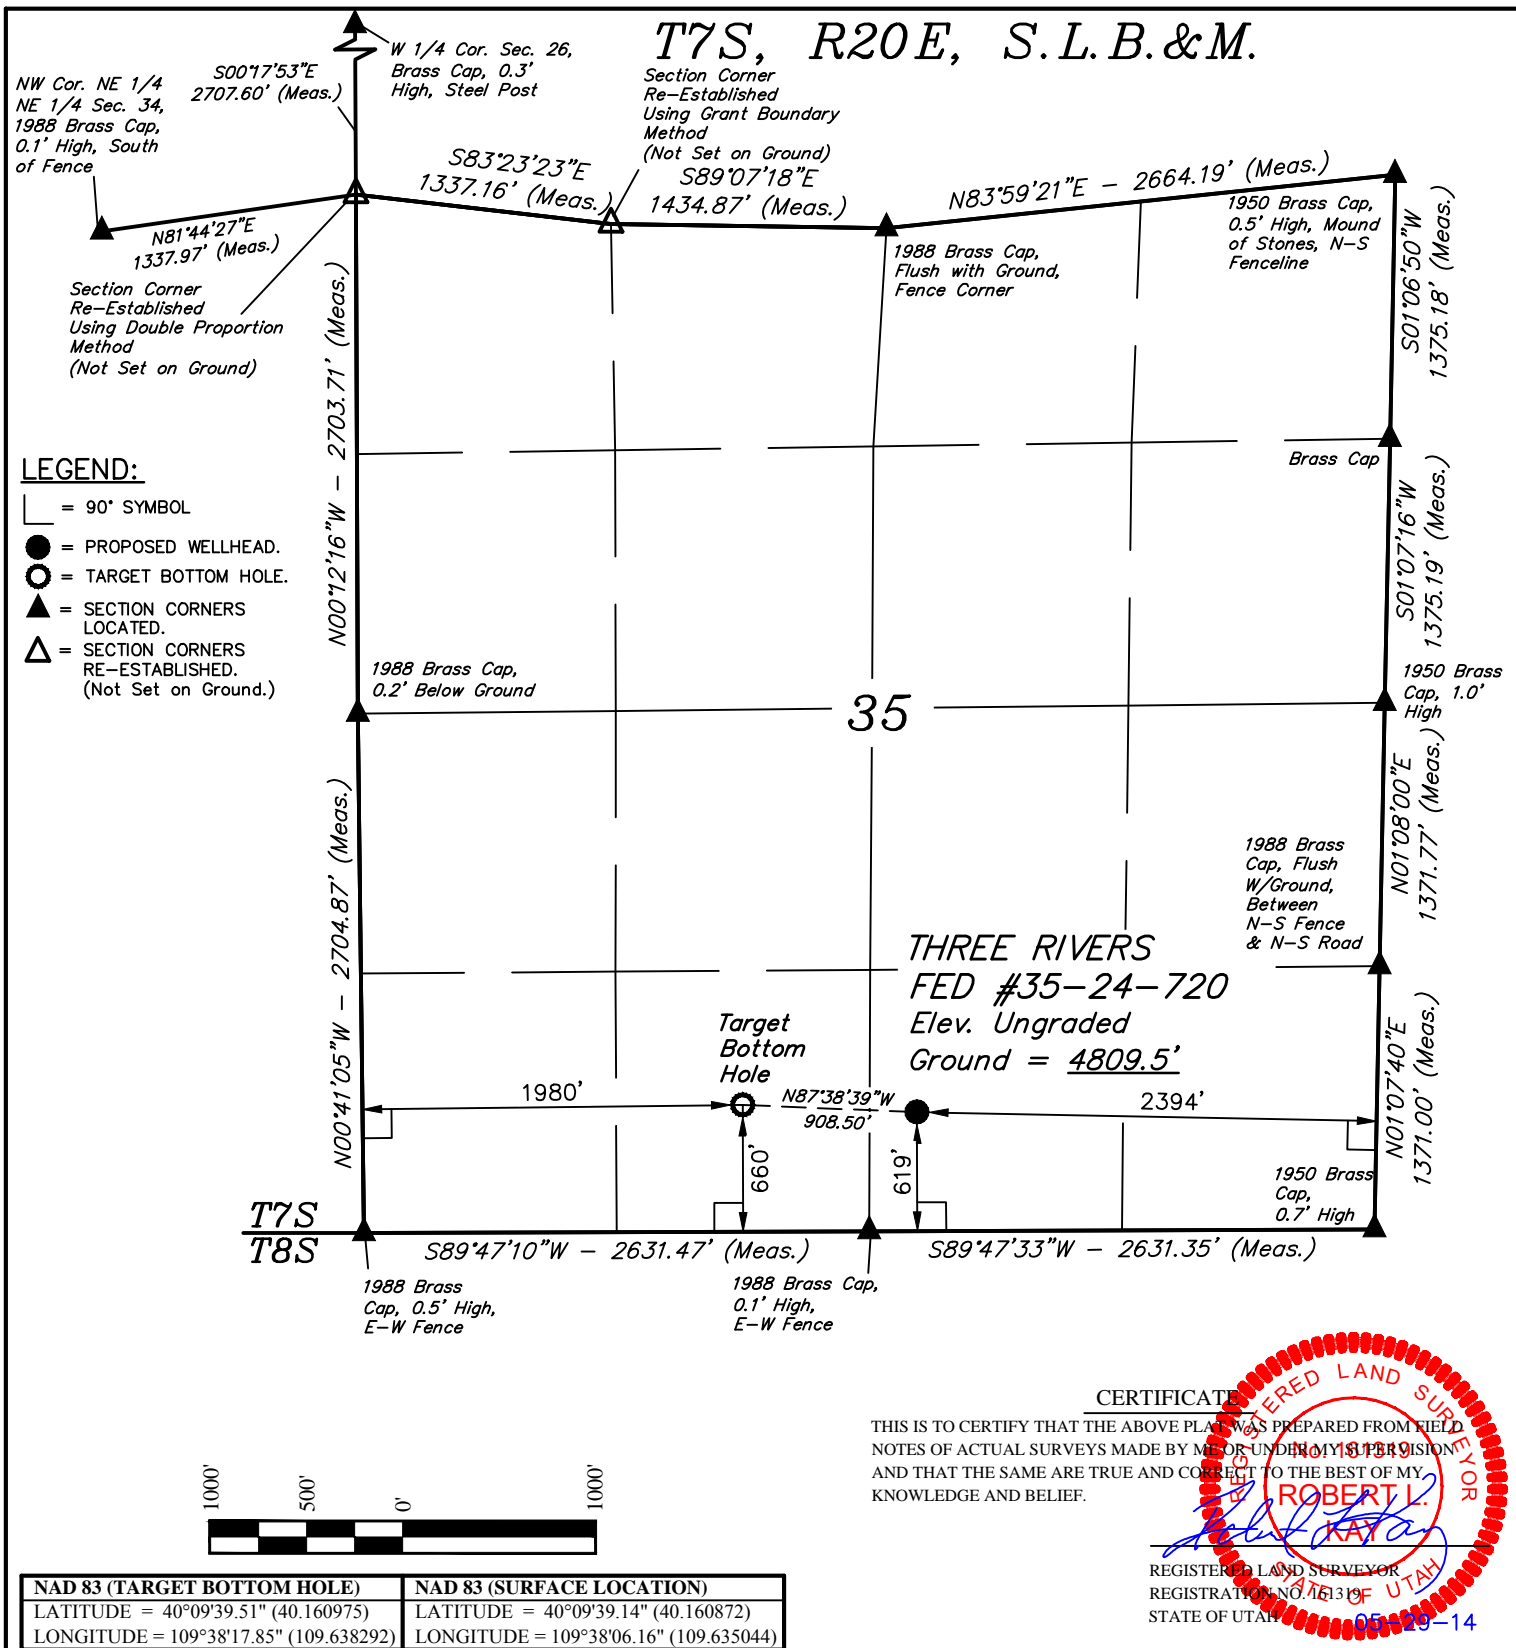 T7S, R20E, S.L.B.&M.
W 1/4 Cor. Sec. 26,
Brass Cap, 0.3'
High, Steel Post
S00°17'53"E
2707.60' (Meas.)
NW Cor. NE 1/4
NE 1/4 Sec. 34,
1988 Brass Cap,
0.1' High, South
of Fence
Section Corner
Re-Established
Using Grant Boundary
Method
(Not Set on Ground)
S83°23'23"E
1337.16' (Meas.)
S89°07'18"E
1434.87' (Meas.)
N83°59'21"E - 2664.19' (Meas.)
1950 Brass Cap,
0.5' High, Mound
of Stones, N-S
Fenceline
N81°44'27"E
1337.97' (Meas.)
1988 Brass Cap,
Flush with Ground,
Fence Corner
S01°06'50"W
1375.18' (Meas.)
Section Corner
Re-Established
Using Double Proportion
Method
(Not Set on Ground)
N00°12'16"W - 2703.71' (Meas.)
Brass Cap
LEGEND:
= 90° SYMBOL
= PROPOSED WELLHEAD.
= TARGET BOTTOM HOLE.
= SECTION CORNERS
LOCATED.
= SECTION CORNERS
RE-ESTABLISHED.
(Not Set on Ground.)
S01°07'16"W
1375.19' (Meas.)
1988 Brass Cap,
0.2' Below Ground
35
1950 Brass
Cap, 1.0'
High
N01°08'00"E
1371.77' (Meas.)
N00°41'05"W - 2704.87' (Meas.)
1988 Brass
Cap, Flush
W/Ground,
Between
N-S Fence
& N-S Road
THREE RIVERS
FED #35-24-720
Elev. Ungraded
Ground = 4809.5'
Target
Bottom
Hole
1980'
N87°38'39"W
908.50'
2394'
660'
619'
N01°07'40"E
1371.00' (Meas.)
1950 Brass
Cap,
0.7' High
T7S
T8S
S89°47'10"W - 2631.47' (Meas.)
S89°47'33"W - 2631.35' (Meas.)
1988 Brass
Cap, 0.5' High,
E-W Fence
1988 Brass Cap,
0.1' High,
E-W Fence
CERTIFICATE
THIS IS TO CERTIFY THAT THE ABOVE PLAT WAS PREPARED FROM FIELD
NOTES OF ACTUAL SURVEYS MADE BY ME OR UNDER MY SUPERVISION
AND THAT THE SAME ARE TRUE AND CORRECT TO THE BEST OF MY
KNOWLEDGE AND BELIEF.
REGISTERED LAND SURVEYOR
No. 161319
ROBERT L.
KAY
STATE OF UTAH
Robert L. Kay
REGISTERED LAND SURVEYOR
REGISTRATION NO. 161319
STATE OF UTAH
05-29-14
1000' 500' 0' 1000'
NAD 83 (TARGET BOTTOM HOLE)
LATITUDE = 40°09'39.51" (40.160975)
LONGITUDE = 109°38'17.85" (109.638292)
NAD 83 (SURFACE LOCATION)
LATITUDE = 40°09'39.14" (40.160872)
LONGITUDE = 109°38'06.16" (109.635044)